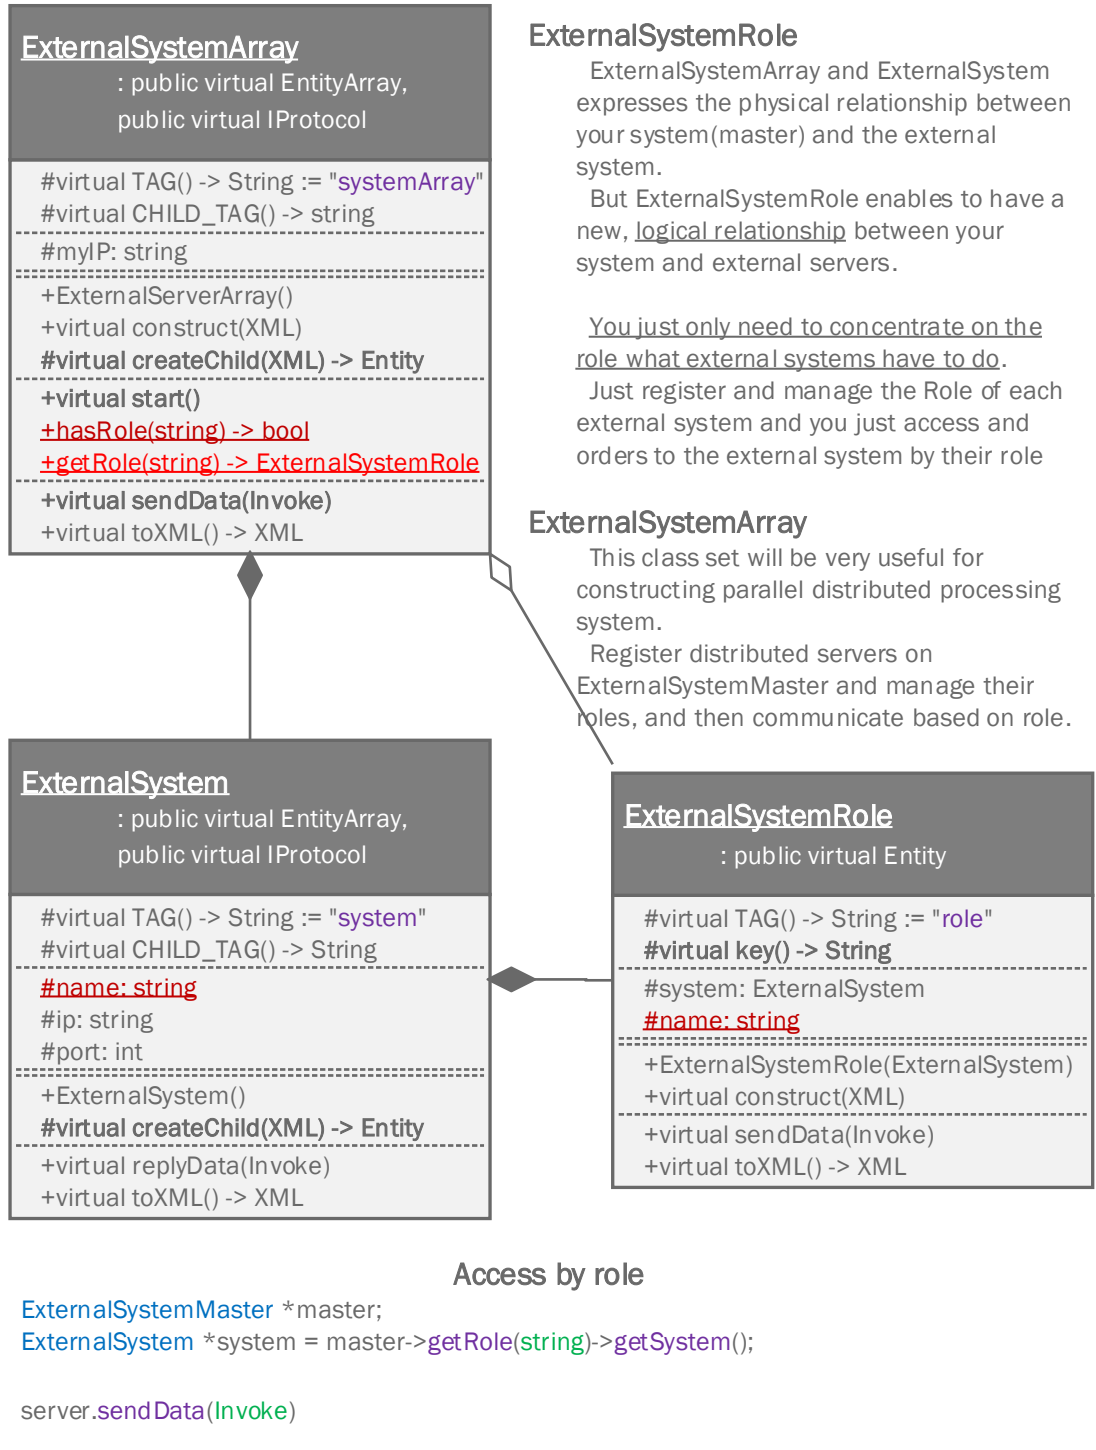 ExternalSystemArray
: public virtual EntityArray,
public virtual IProtocol
#virtual TAG() -> String := "systemArray"
#virtual CHILD_TAG() -> string
#myIP: string
+ExternalServerArray()
+virtual construct(XML)
#virtual createChild(XML) -> Entity
+virtual start()
+hasRole(string) -> bool
+getRole(string) -> ExternalSystemRole
+virtual sendData(Invoke)
+virtual toXML() -> XML
ExternalSystemRole
ExternalSystemArray and ExternalSystem
expresses the physical relationship between
your system(master) and the external
system.
But ExternalSystemRole enables to have a
new, logical relationship between your
system and external servers.
You just only need to concentrate on the
role what external systems have to do.
Just register and manage the Role of each
external system and you just access and
orders to the external system by their role
ExternalSystemArray
This class set will be very useful for
constructing parallel distributed processing
system.
Register distributed servers on
ExternalSystemMaster and manage their
roles, and then communicate based on role.
ExternalSystem
: public virtual EntityArray,
public virtual IProtocol
#virtual TAG() -> String := "system"
#virtual CHILD_TAG() -> String
#name: string
#ip: string
#port: int
+ExternalSystem()
#virtual createChild(XML) -> Entity
+virtual replyData(Invoke)
+virtual toXML() -> XML
ExternalSystemRole
: public virtual Entity
#virtual TAG() -> String := "role"
#virtual key() -> String
#system: ExternalSystem
#name: string
+ExternalSystemRole(ExternalSystem)
+virtual construct(XML)
+virtual sendData(Invoke)
+virtual toXML() -> XML
Access by role
ExternalSystemMaster *master;
ExternalSystem *system = master->getRole(string)->getSystem();
server.sendData(Invoke)